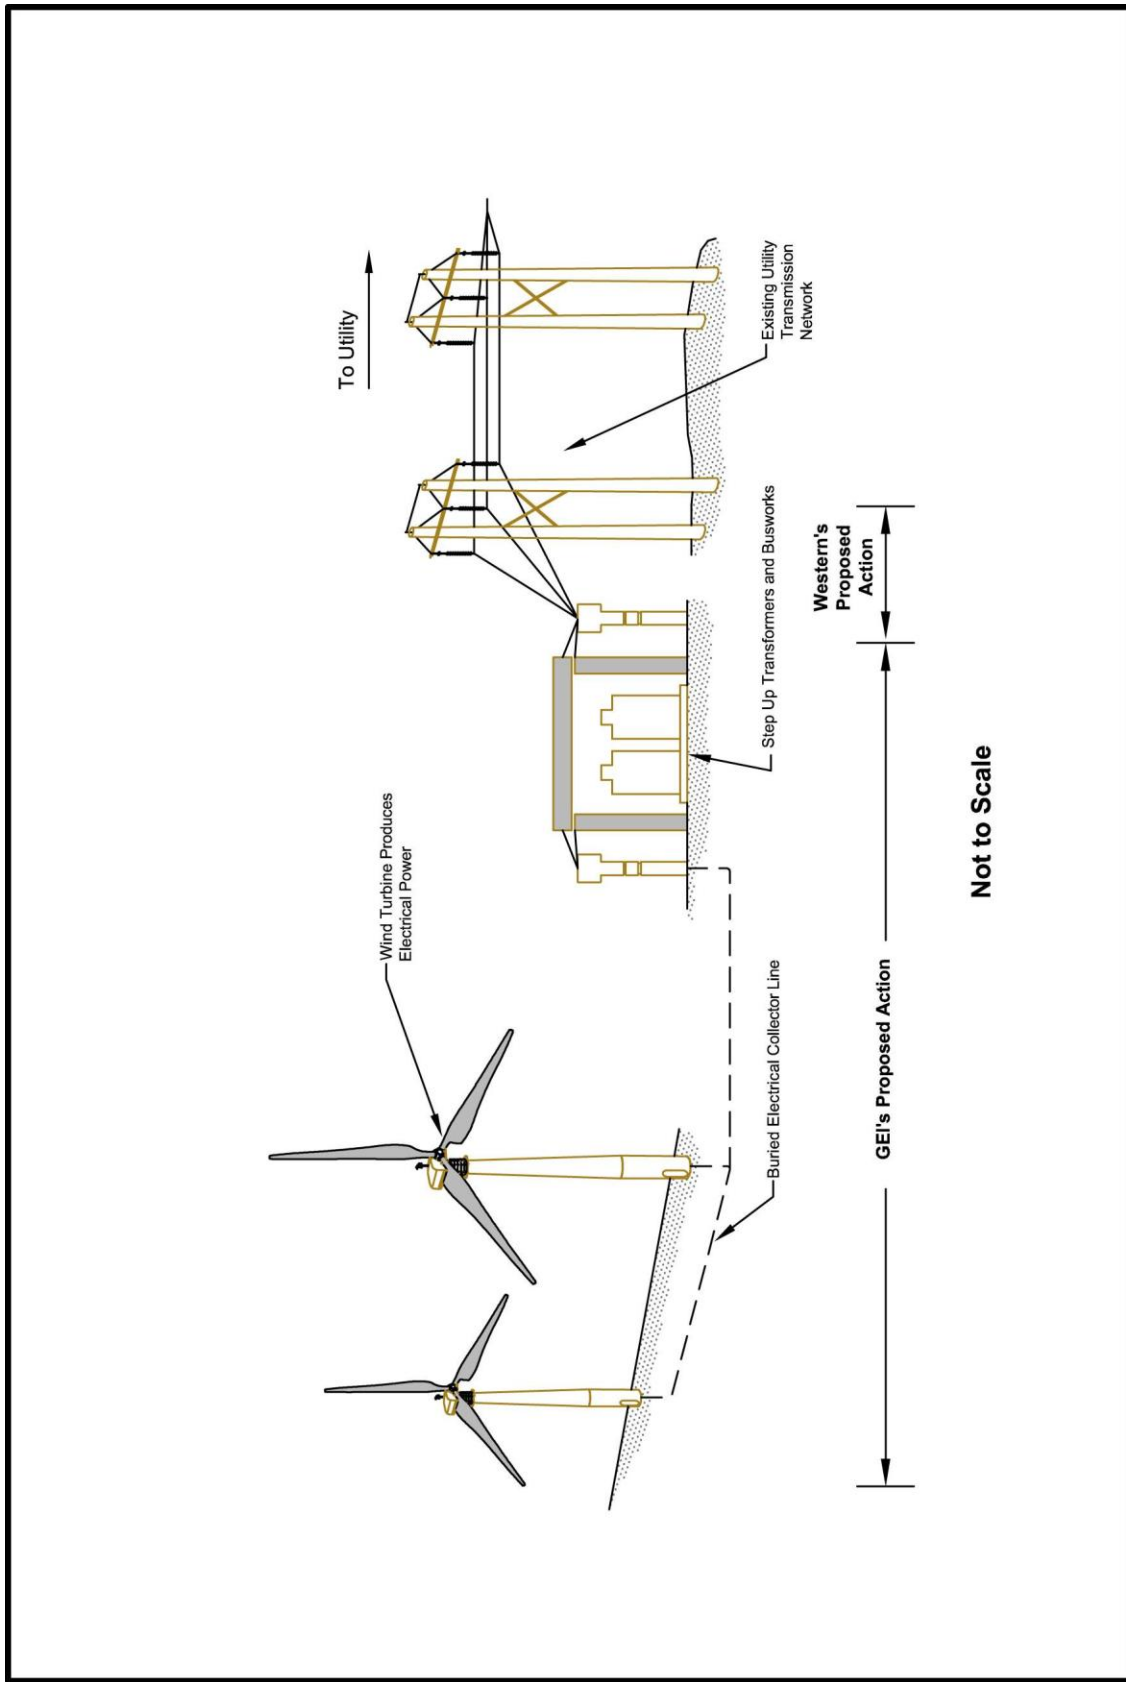 To Utility
Wind Turbine Produces
Electrical Power
Existing Utility
Transmission
Network
Step Up Transformers and Busworks
Buried Electrical Collector Line
Western's
Proposed
Action
GEI's Proposed Action
Not to Scale